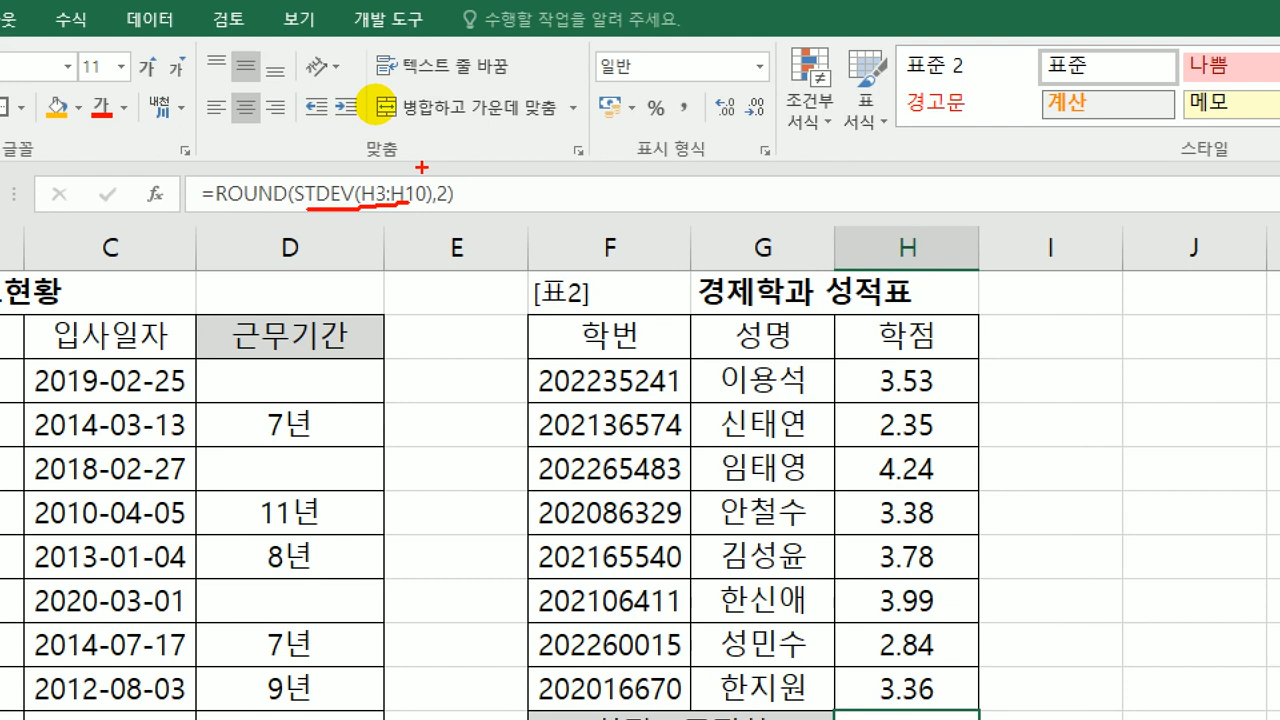 수식 데이터 검토 보기 개발 도구 수행할 작업을 알려 주세요.
11 가 가 텍스트 줄 바꿈 일반 표준 2 표준 나쁨
가 내천 병합하고 가운데 맞춤 % , 조건부 서식 표 서식 경고문 계산 메모
글꼴 맞춤 표시 형식 스타일
fx =ROUND(STDEV(H3:H10),2)
C D E F G H I J
현황 [표2] 경제학과 성적표
입사일자 근무기간 학번 성명 학점
2019-02-25 202235241 이용석 3.53
2014-03-13 7년 202136574 신태연 2.35
2018-02-27 202265483 임태영 4.24
2010-04-05 11년 202086329 안철수 3.38
2013-01-04 8년 202165540 김성윤 3.78
2020-03-01 202106411 한신애 3.99
2014-07-17 7년 202260015 성민수 2.84
2012-08-03 9년 202016670 한지원 3.36